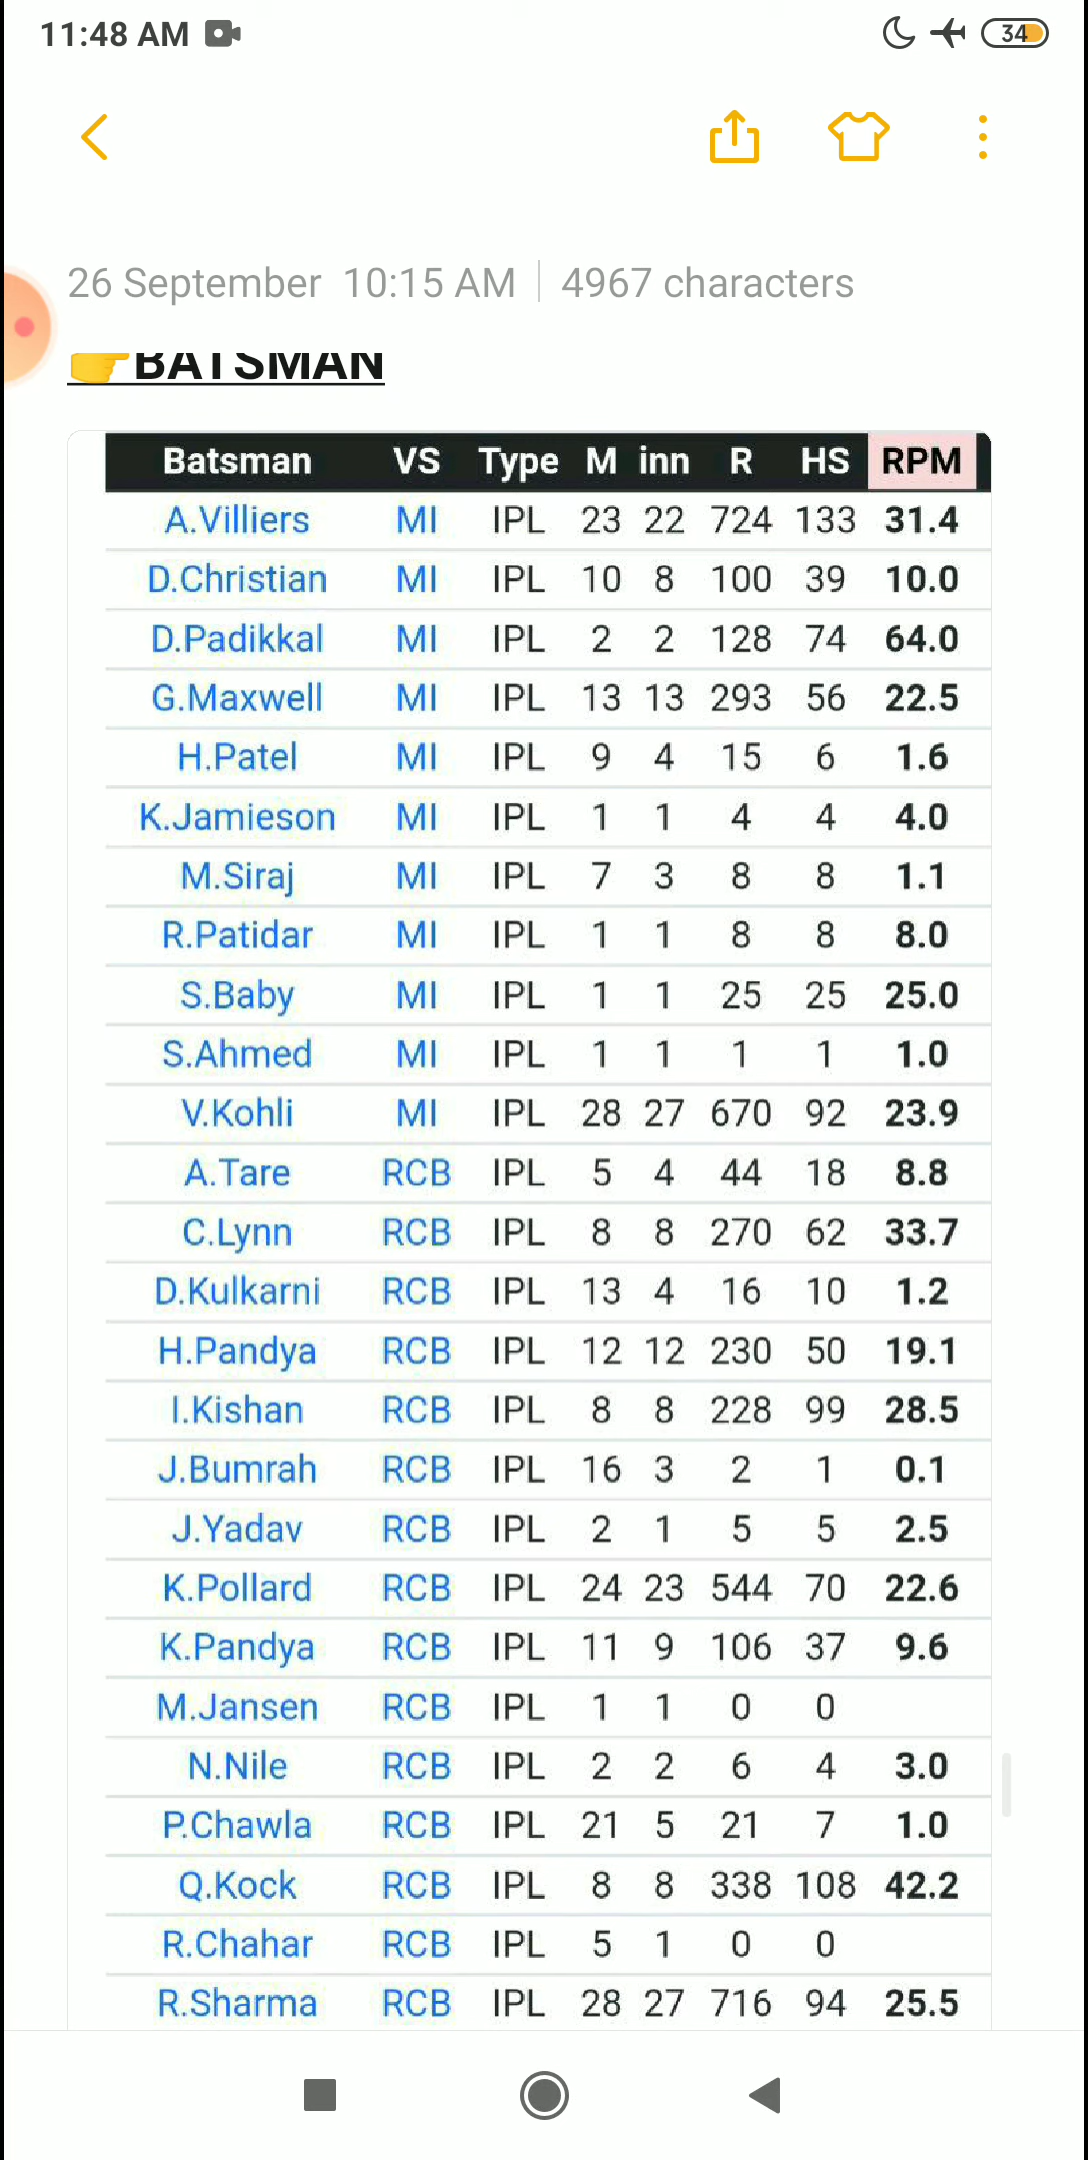 11:48 AM 34
26 September 10:15 AM | 4967 characters
👉BATSMAN
Batsman VS Type M inn R HS RPM
A.Villiers MI IPL 23 22 724 133 31.4
D.Christian MI IPL 10 8 100 39 10.0
D.Padikkal MI IPL 2 2 128 74 64.0
G.Maxwell MI IPL 13 13 293 56 22.5
H.Patel MI IPL 9 4 15 6 1.6
K.Jamieson MI IPL 1 1 4 4 4.0
M.Siraj MI IPL 7 3 8 8 1.1
R.Patidar MI IPL 1 1 8 8 8.0
S.Baby MI IPL 1 1 25 25 25.0
S.Ahmed MI IPL 1 1 1 1 1.0
V.Kohli MI IPL 28 27 670 92 23.9
A.Tare RCB IPL 5 4 44 18 8.8
C.Lynn RCB IPL 8 8 270 62 33.7
D.Kulkarni RCB IPL 13 4 16 10 1.2
H.Pandya RCB IPL 12 12 230 50 19.1
I.Kishan RCB IPL 8 8 228 99 28.5
J.Bumrah RCB IPL 16 3 2 1 0.1
J.Yadav RCB IPL 2 1 5 5 2.5
K.Pollard RCB IPL 24 23 544 70 22.6
K.Pandya RCB IPL 11 9 106 37 9.6
M.Jansen RCB IPL 1 1 0 0
N.Nile RCB IPL 2 2 6 4 3.0
P.Chawla RCB IPL 21 5 21 7 1.0
Q.Kock RCB IPL 8 8 338 108 42.2
R.Chahar RCB IPL 5 1 0 0
R.Sharma RCB IPL 28 27 716 94 25.5